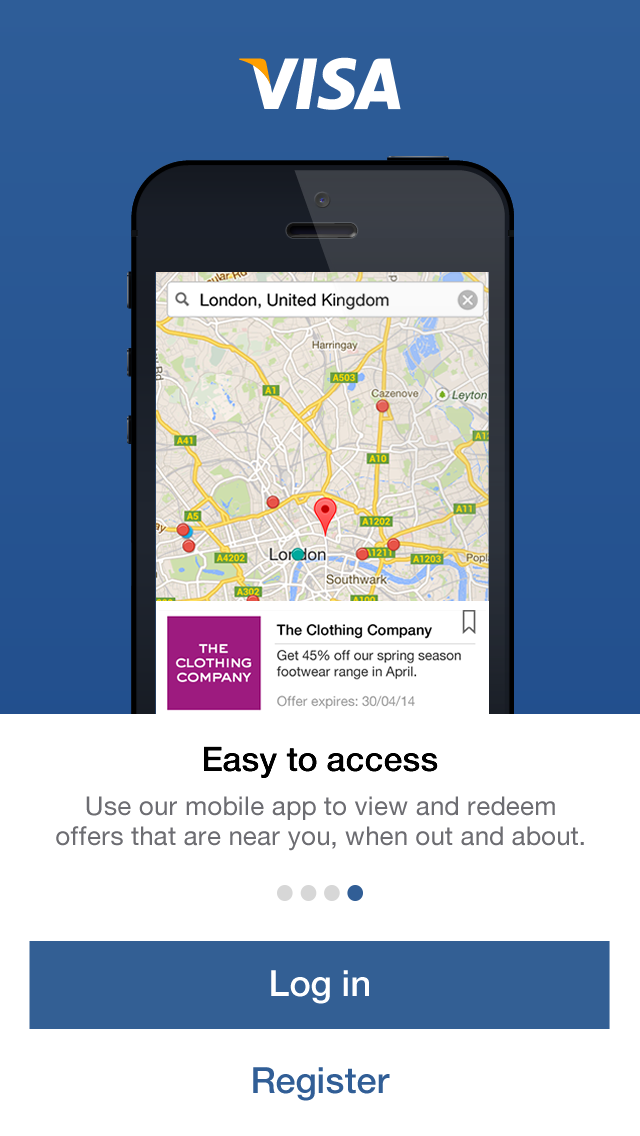 VISA
London, United Kingdom
Harringay
A503
A1
Cazenove
Leyton
A41
A10
A5
A11
A1202
London
A1211
A4202
A1203
Southwark
A302
A100
THE
CLOTHING
COMPANY
The Clothing Company
Get 45% off our spring season
footwear range in April.
Offer expires: 30/04/14
Easy to access
Use our mobile app to view and redeem
offers that are near you, when out and about.
Log in
Register